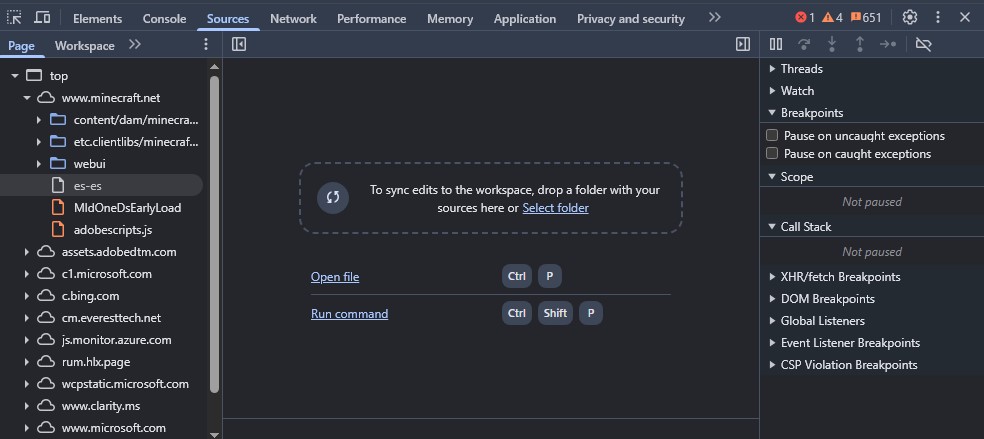 Elements Console Sources Network Performance Memory Application Privacy and security 1 4 651
Page Workspace
top
www.minecraft.net
content/dam/minecra...
etc.clientlibs/minecraf...
webui
es-es
MldOneDsEarlyLoad
adobescripts.js
assets.adobedtm.com
c1.microsoft.com
c.bing.com
cm.everesttech.net
js.monitor.azure.com
rum.hlx.page
wcpstatic.microsoft.com
www.clarity.ms
www.microsoft.com
To sync edits to the workspace, drop a folder with your
sources here or Select folder
Open file Ctrl P
Run command Ctrl Shift P
Threads
Watch
Breakpoints
Pause on uncaught exceptions
Pause on caught exceptions
Scope
Not paused
Call Stack
Not paused
XHR/fetch Breakpoints
DOM Breakpoints
Global Listeners
Event Listener Breakpoints
CSP Violation Breakpoints